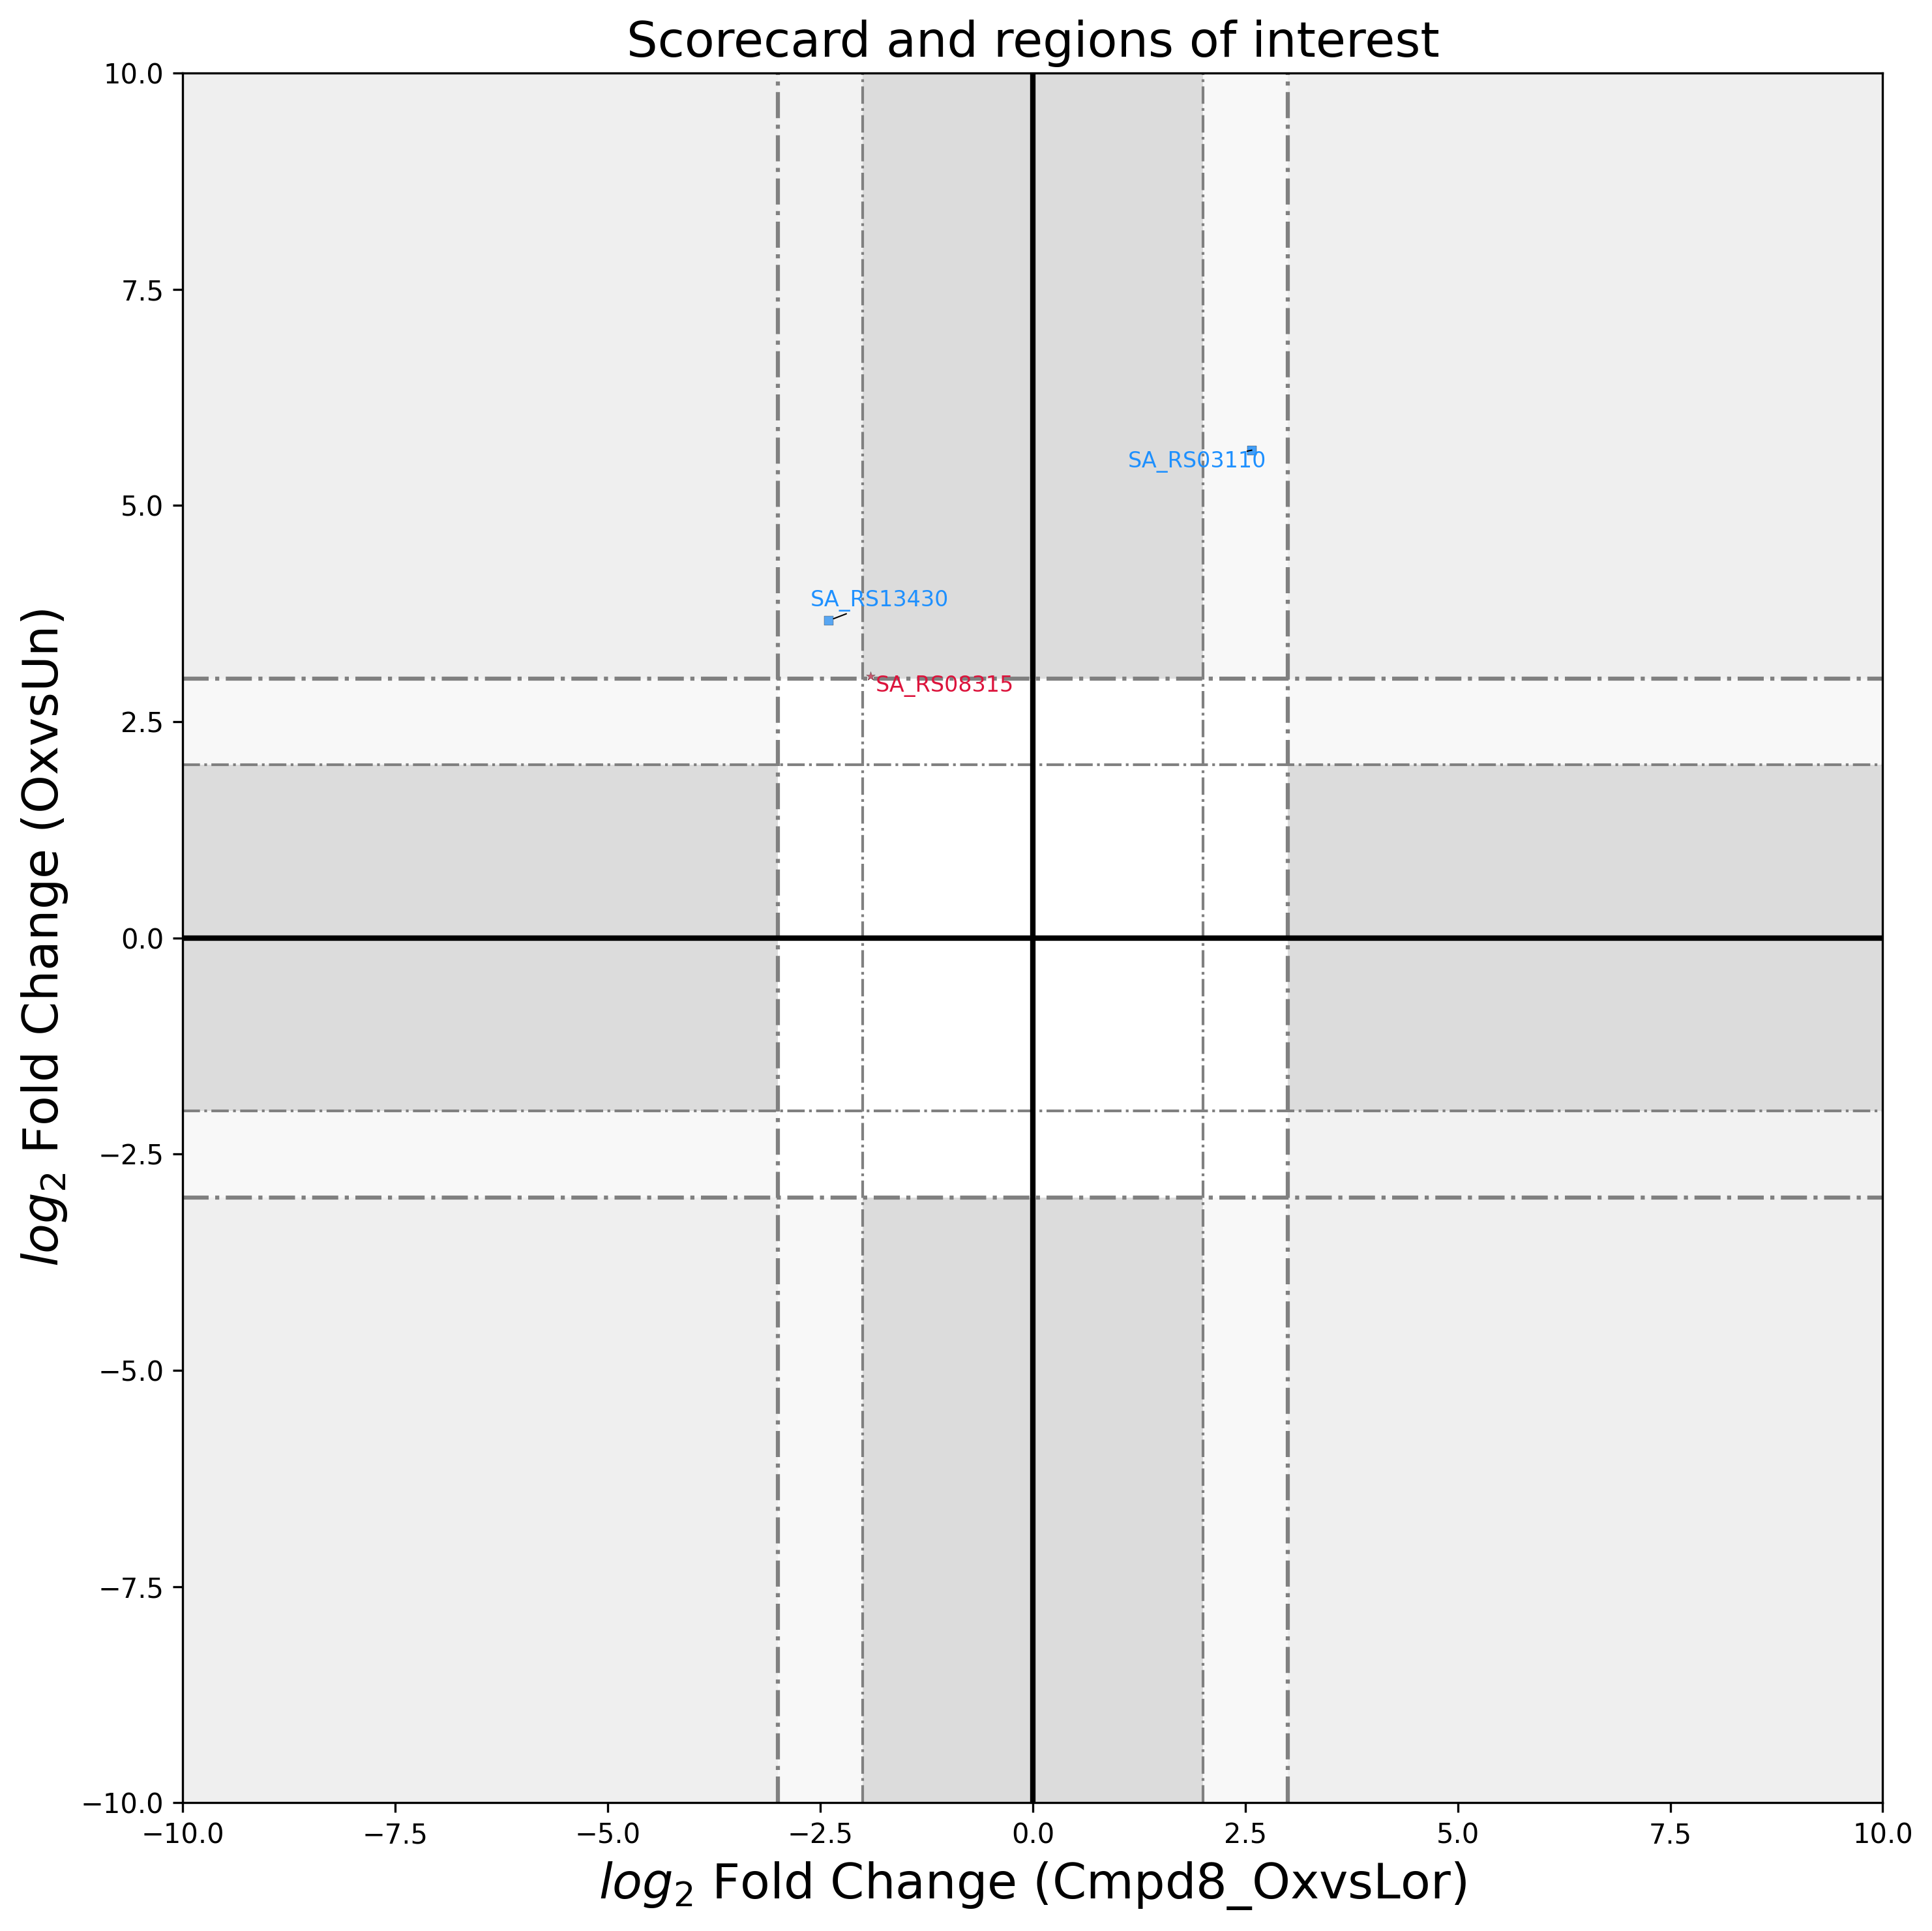 Scorecard and regions of interest
10.0
7.5
5.0
2.5
0.0
−2.5
−5.0
−7.5
−10.0
log2 Fold Change (OxvsUn)
SA_RS03110
SA_RS13430
*SA_RS08315
−10.0 −7.5 −5.0 −2.5 0.0 2.5 5.0 7.5 10.0
log2 Fold Change (Cmpd8_OxvsLor)